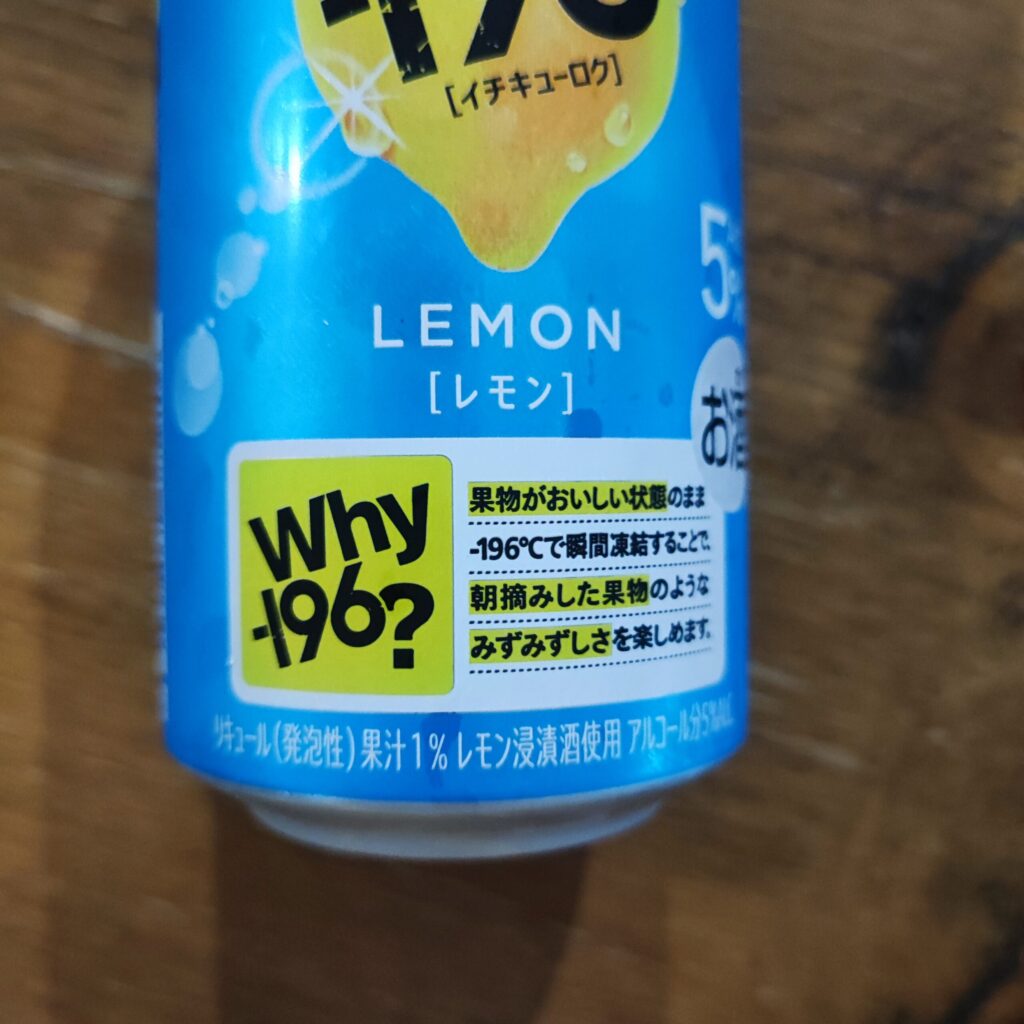 [イチキューロク]
LEMON
[レモン]
5%
お酒
Why
-196?
果物がおいしい状態のまま
-196℃で瞬間凍結することで、
朝摘みした果物のような
みずみずしさを楽しめます。
リキュール(発泡性) 果汁1% レモン浸漬酒使用 アルコール分5%